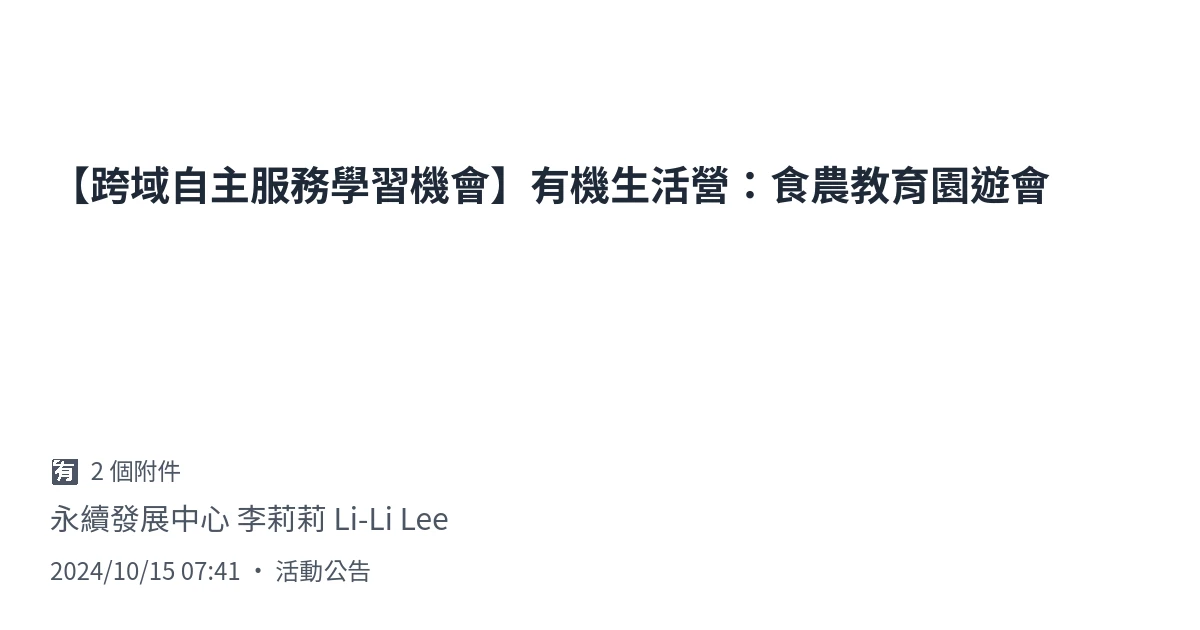 【跨域自主服務學習機會】有機生活營：食農教育園遊會
有 2 個附件
永續發展中心 李莉莉 Li-Li Lee
2024/10/15 07:41 • 活動公告